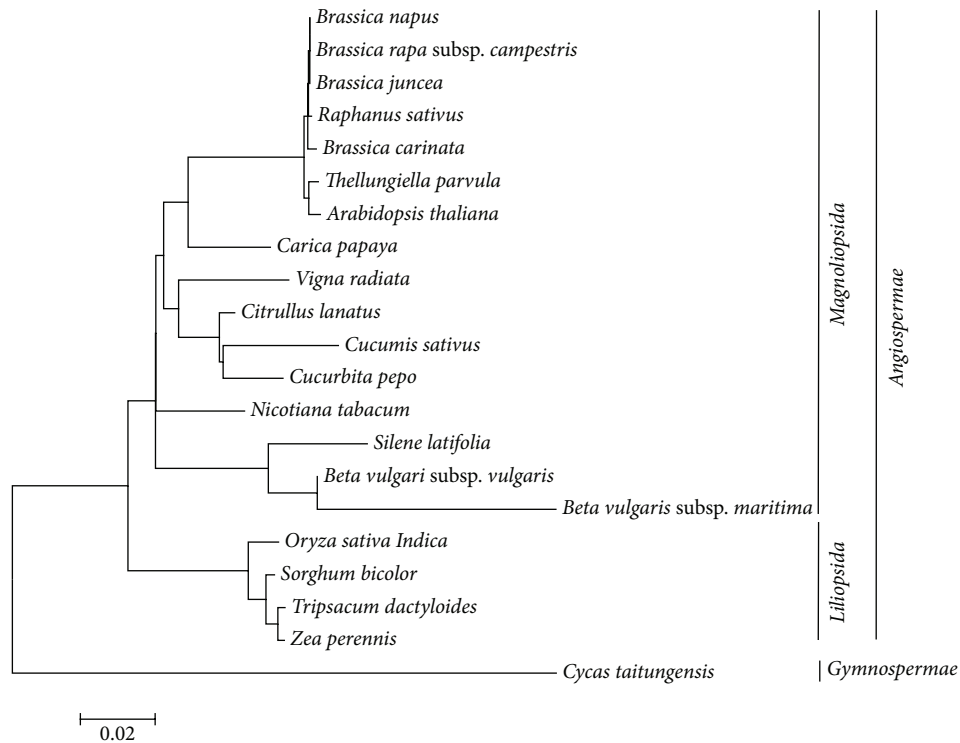 Brassica napus
Brassica rapa subsp. campestris
Brassica juncea
Raphanus sativus
Brassica carinata
Thellungiella parvula
Arabidopsis thaliana
Carica papaya
Vigna radiata
Citrullus lanatus
Cucumis sativus
Cucurbita pepo
Nicotiana tabacum
Silene latifolia
Beta vulgari subsp. vulgaris
Beta vulgaris subsp. maritima
Oryza sativa Indica
Sorghum bicolor
Tripsacum dactyloides
Zea perennis
Cycas taitungensis
Magnoliopsida
Liliopsida
Angiospermae
Gymnospermae
0.02